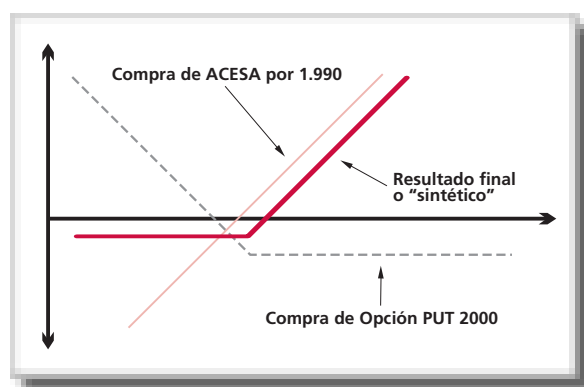 Compra de ACESA por 1.990
Resultado final
o “sintético”
Compra de Opción PUT 2000